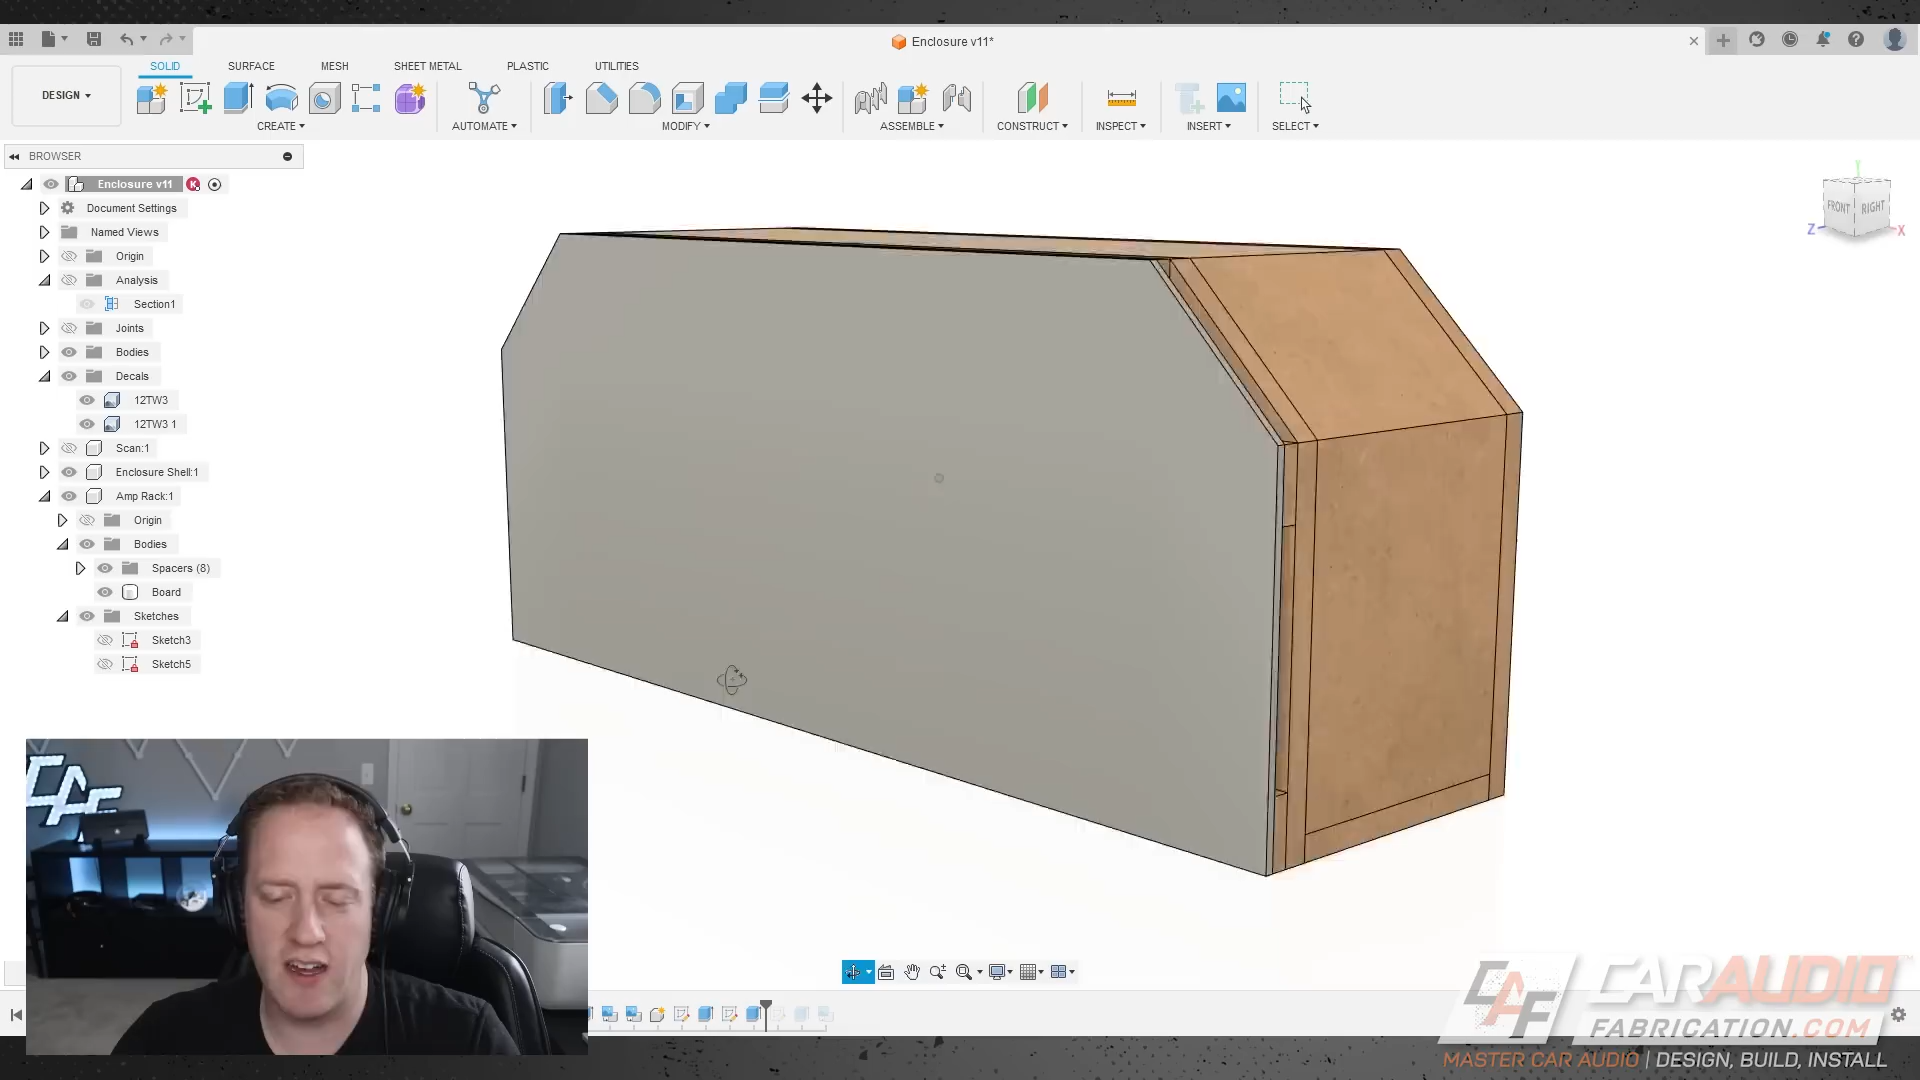 Enclosure v11*
DESIGN
SOLID
SURFACE
MESH
SHEET METAL
PLASTIC
UTILITIES
CREATE
AUTOMATE
MODIFY
ASSEMBLE
CONSTRUCT
INSPECT
INSERT
SELECT
BROWSER
Enclosure v11
K
Document Settings
Named Views
Origin
Analysis
Section1
Joints
Bodies
Decals
12TW3
12TW3 1
Scan:1
Enclosure Shell:1
Amp Rack:1
Origin
Bodies
Spacers (8)
Board
Sketches
Sketch3
Sketch5
Y
FRONT
RIGHT
Z
X
CAF
CAF
CARAUDIO
FABRICATION.COM
MASTER CAR AUDIO | DESIGN, BUILD, INSTALL